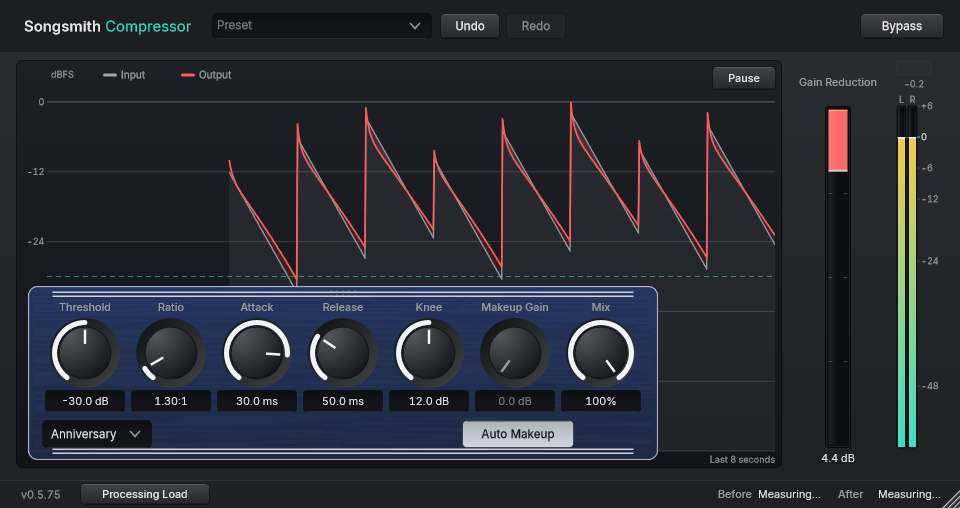 Songsmith Compressor
Preset
Undo
Redo
Bypass
dBFS
Input
Output
Pause
Gain Reduction
-0.2
L R
+6
0
-6
-12
-24
-48
0
-12
-24
Threshold
Ratio
Attack
Release
Knee
Makeup Gain
Mix
-30.0 dB
1.30:1
30.0 ms
50.0 ms
12.0 dB
0.0 dB
100%
Anniversary
Auto Makeup
Last 8 seconds
4.4 dB
v0.5.75
Processing Load
Before Measuring...
After Measuring...